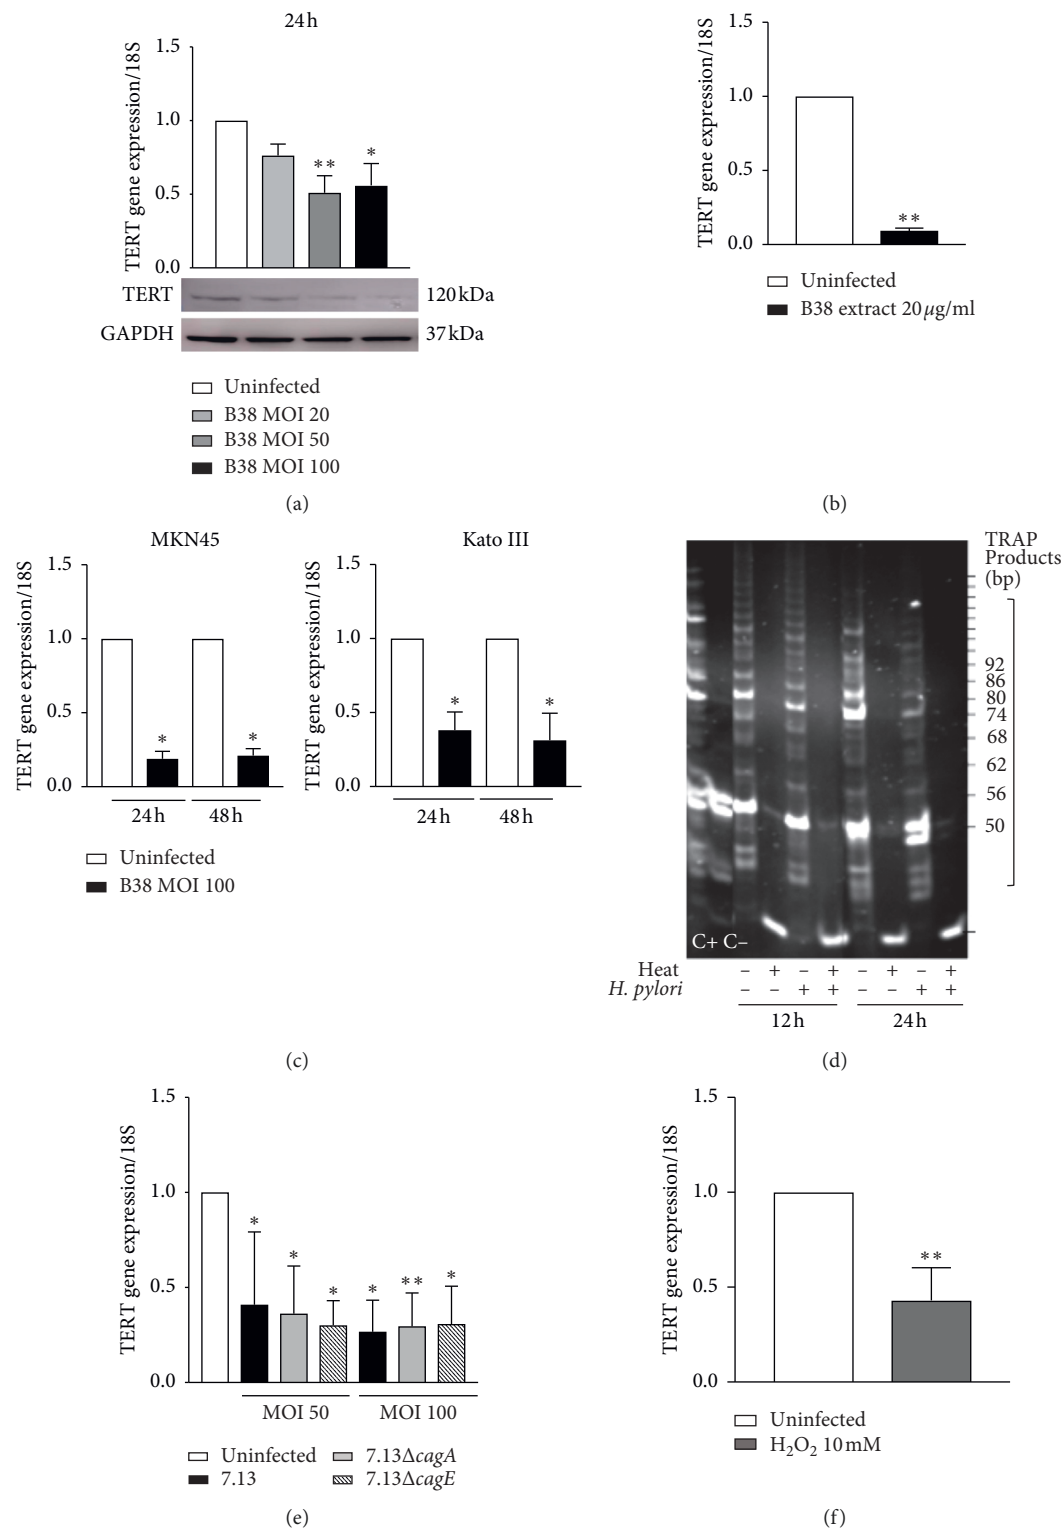 24h
TERT gene expression/18S
1.5
1.0
0.5
0.0
** *
TERT 120kDa
GAPDH 37kDa
Uninfected
B38 MOI 20
B38 MOI 50
B38 MOI 100
(a)
TERT gene expression/18S
1.5
1.0
0.5
0.0
**
Uninfected
B38 extract 20μg/ml
(b)
MKN45
TERT gene expression/18S
1.5
1.0
0.5
0.0
* *
24h 48h
Kato III
TERT gene expression/18S
1.5
1.0
0.5
0.0
* *
24h 48h
Uninfected
B38 MOI 100
(c)
TRAP
Products
(bp)
92
86
80
74
68
62
56
50
C+ C–
Heat – + – + – + – +
H. pylori – – + + – – + +
12h 24h
(d)
TERT gene expression/18S
1.5
1.0
0.5
0.0
* * * * ** *
MOI 50 MOI 100
Uninfected 7.13ΔcagA
7.13 7.13ΔcagE
(e)
TERT gene expression/18S
1.5
1.0
0.5
0.0
**
Uninfected
H₂O₂ 10mM
(f)